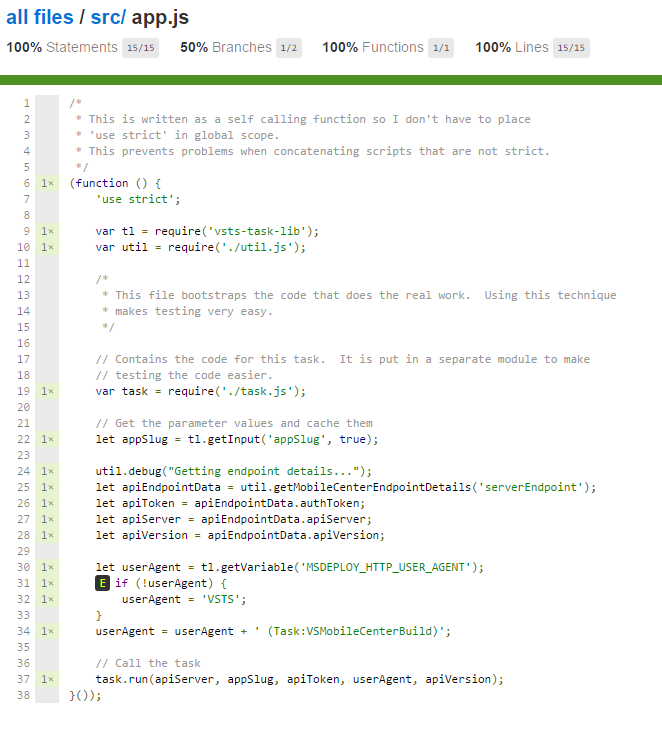 all files / src/ app.js
100% Statements 15/15 50% Branches 1/2 100% Functions 1/1 100% Lines 15/15
1 /*
2 * This is written as a self calling function so I don't have to place
3 * 'use strict' in global scope.
4 * This prevents problems when concatenating scripts that are not strict.
5 */
6 1× (function () {
7 'use strict';
8
9 1× var tl = require('vsts-task-lib');
10 1× var util = require('./util.js');
11
12 /*
13 * This file bootstraps the code that does the real work.  Using this technique
14 * makes testing very easy.
15 */
16
17 // Contains the code for this task.  It is put in a separate module to make
18 // testing the code easier.
19 1× var task = require('./task.js');
20
21 // Get the parameter values and cache them
22 1× let appSlug = tl.getInput('appSlug', true);
23
24 1× util.debug("Getting endpoint details...");
25 1× let apiEndpointData = util.getMobileCenterEndpointDetails('serverEndpoint');
26 1× let apiToken = apiEndpointData.authToken;
27 1× let apiServer = apiEndpointData.apiServer;
28 1× let apiVersion = apiEndpointData.apiVersion;
29
30 1× let userAgent = tl.getVariable('MSDEPLOY_HTTP_USER_AGENT');
31 1× E if (!userAgent) {
32 1× userAgent = 'VSTS';
33 }
34 1× userAgent = userAgent + ' (Task:VSMobileCenterBuild)';
35
36 // Call the task
37 1× task.run(apiServer, appSlug, apiToken, userAgent, apiVersion);
38 }());